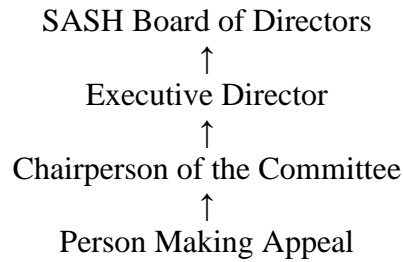 SASH Board of Directors
↑
Executive Director
↑
Chairperson of the Committee
↑
Person Making Appeal